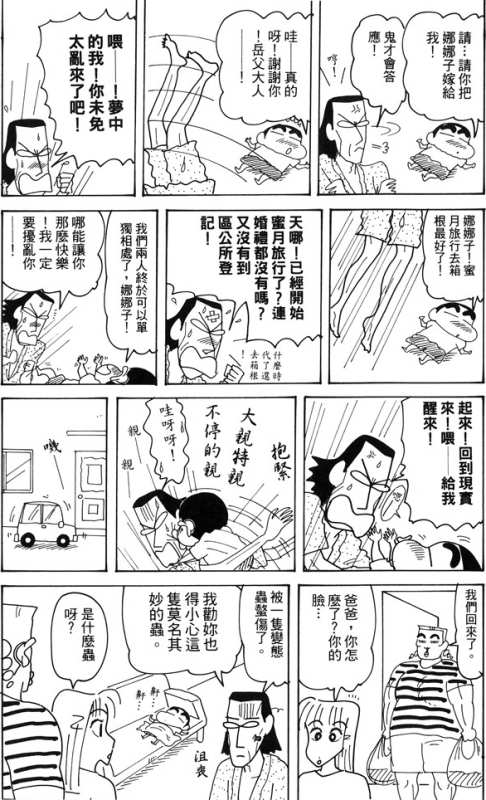 請…請你把
娜娜子嫁給
我！
鬼才會答
應！
哼！
哇——真的
呀！謝謝你
！岳父大人
！
喂——！夢中
的我！你未免
太亂來了吧！
娜娜子！蜜
月旅行去箱
根最好了！
天哪！已經開始
蜜月旅行了？連
婚禮都沒有嗎？
又沒有到
區公所登
記！
什麼時
代了還
去箱根
！
我們兩人終於可以單
獨相處了，娜娜子！
哪能讓你
那麼快樂
！我一定
要擾亂你
——！
起來！回到現實
來！喂——給我
醒來！
嗯
抱緊
大親特親
不停的親
哇呀呀！
親
親
嘰
我們回來了。
爸爸，你怎
麼了？你的
臉…
被一隻變態
蟲螫傷了。
我勸妳也
得小心這
隻莫名其
妙的蟲。
沮喪
鼾…
鼾…
是什麼蟲
呀？